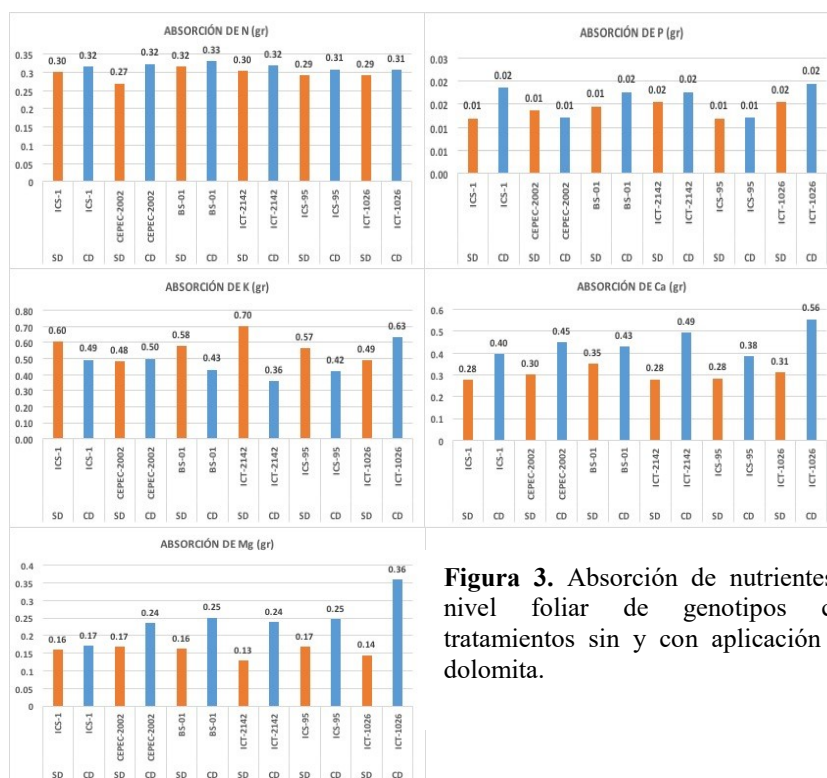 ABSORCIÓN DE N (gr)
0.35
0.3
0.25
0.2
0.15
0.1
0.05
0
0.30
0.32
0.27
0.32
0.32
0.33
0.30
0.32
0.29
0.31
0.29
0.31
ICS-1
ICS-1
CEPEC-2002
CEPEC-2002
BS-01
BS-01
ICT-2142
ICT-2142
ICS-95
ICS-95
ICT-1026
ICT-1026
SD CD SD CD SD CD SD CD SD CD SD CD
ABSORCIÓN DE P (gr)
0.03
0.02
0.02
0.01
0.01
0.00
0.01
0.02
0.01
0.01
0.01
0.02
0.02
0.02
0.01
0.01
0.02
0.02
ICS-1
ICS-1
CEPEC-2002
CEPEC-2002
BS-01
BS-01
ICT-2142
ICT-2142
ICS-95
ICS-95
ICT-1026
ICT-1026
SD CD SD CD SD CD SD CD SD CD SD CD
ABSORCIÓN DE K (gr)
0.80
0.70
0.60
0.50
0.40
0.30
0.20
0.10
0.00
0.60
0.49
0.48
0.50
0.58
0.43
0.70
0.36
0.57
0.42
0.49
0.63
ICS-1
ICS-1
CEPEC-2002
CEPEC-2002
BS-01
BS-01
ICT-2142
ICT-2142
ICS-95
ICS-95
ICT-1026
ICT-1026
SD CD SD CD SD CD SD CD SD CD SD CD
ABSORCIÓN DE Ca (gr)
0.6
0.5
0.4
0.3
0.2
0.1
0
0.28
0.40
0.30
0.45
0.35
0.43
0.28
0.49
0.28
0.38
0.31
0.56
ICS-1
ICS-1
CEPEC-2002
CEPEC-2002
BS-01
BS-01
ICT-2142
ICT-2142
ICS-95
ICS-95
ICT-1026
ICT-1026
SD CD SD CD SD CD SD CD SD CD SD CD
ABSORCIÓN DE Mg (gr)
0.4
0.35
0.3
0.25
0.2
0.15
0.1
0.05
0
0.16
0.17
0.17
0.24
0.16
0.25
0.13
0.24
0.17
0.25
0.14
0.36
ICS-1
ICS-1
CEPEC-2002
CEPEC-2002
BS-01
BS-01
ICT-2142
ICT-2142
ICS-95
ICS-95
ICT-1026
ICT-1026
SD CD SD CD SD CD SD CD SD CD SD CD
Figura 3. Absorción de nutrientes
nivel foliar de genotipos
tratamientos sin y con aplicación
dolomita.